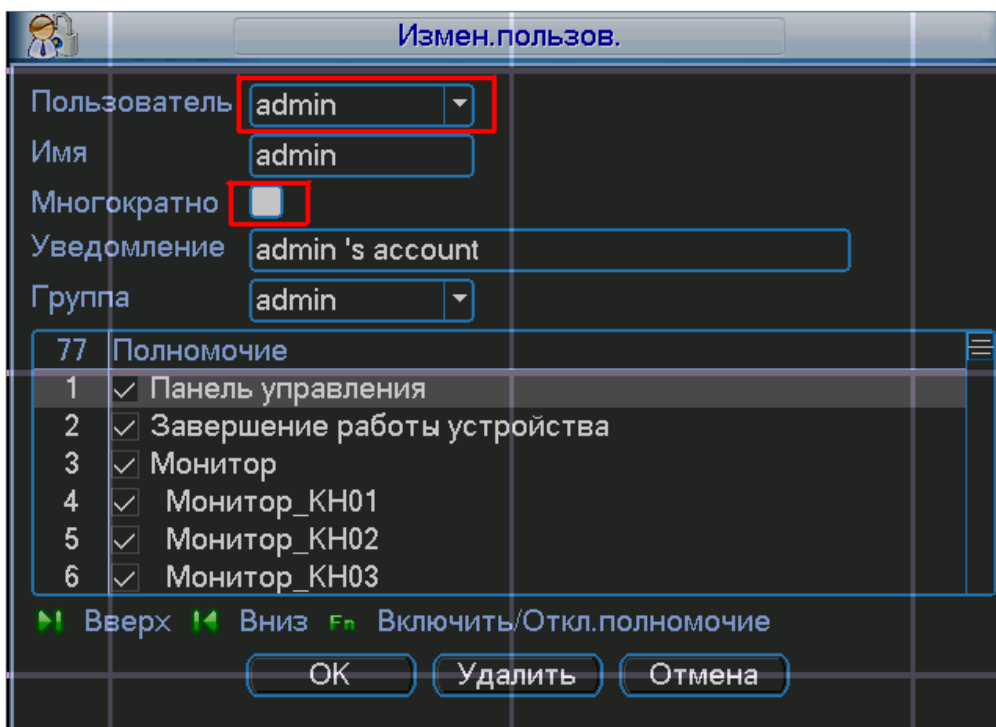 Измен.пользов.
Пользователь admin
Имя admin
Многократно
Уведомление admin 's account
Группа admin
77 Полномочие
1 Панель управления
2 Завершение работы устройства
3 Монитор
4 Монитор_КН01
5 Монитор_КН02
6 Монитор_КН03
Вверх Вниз Fn Включить/Откл.полномочие
OK Удалить Отмена